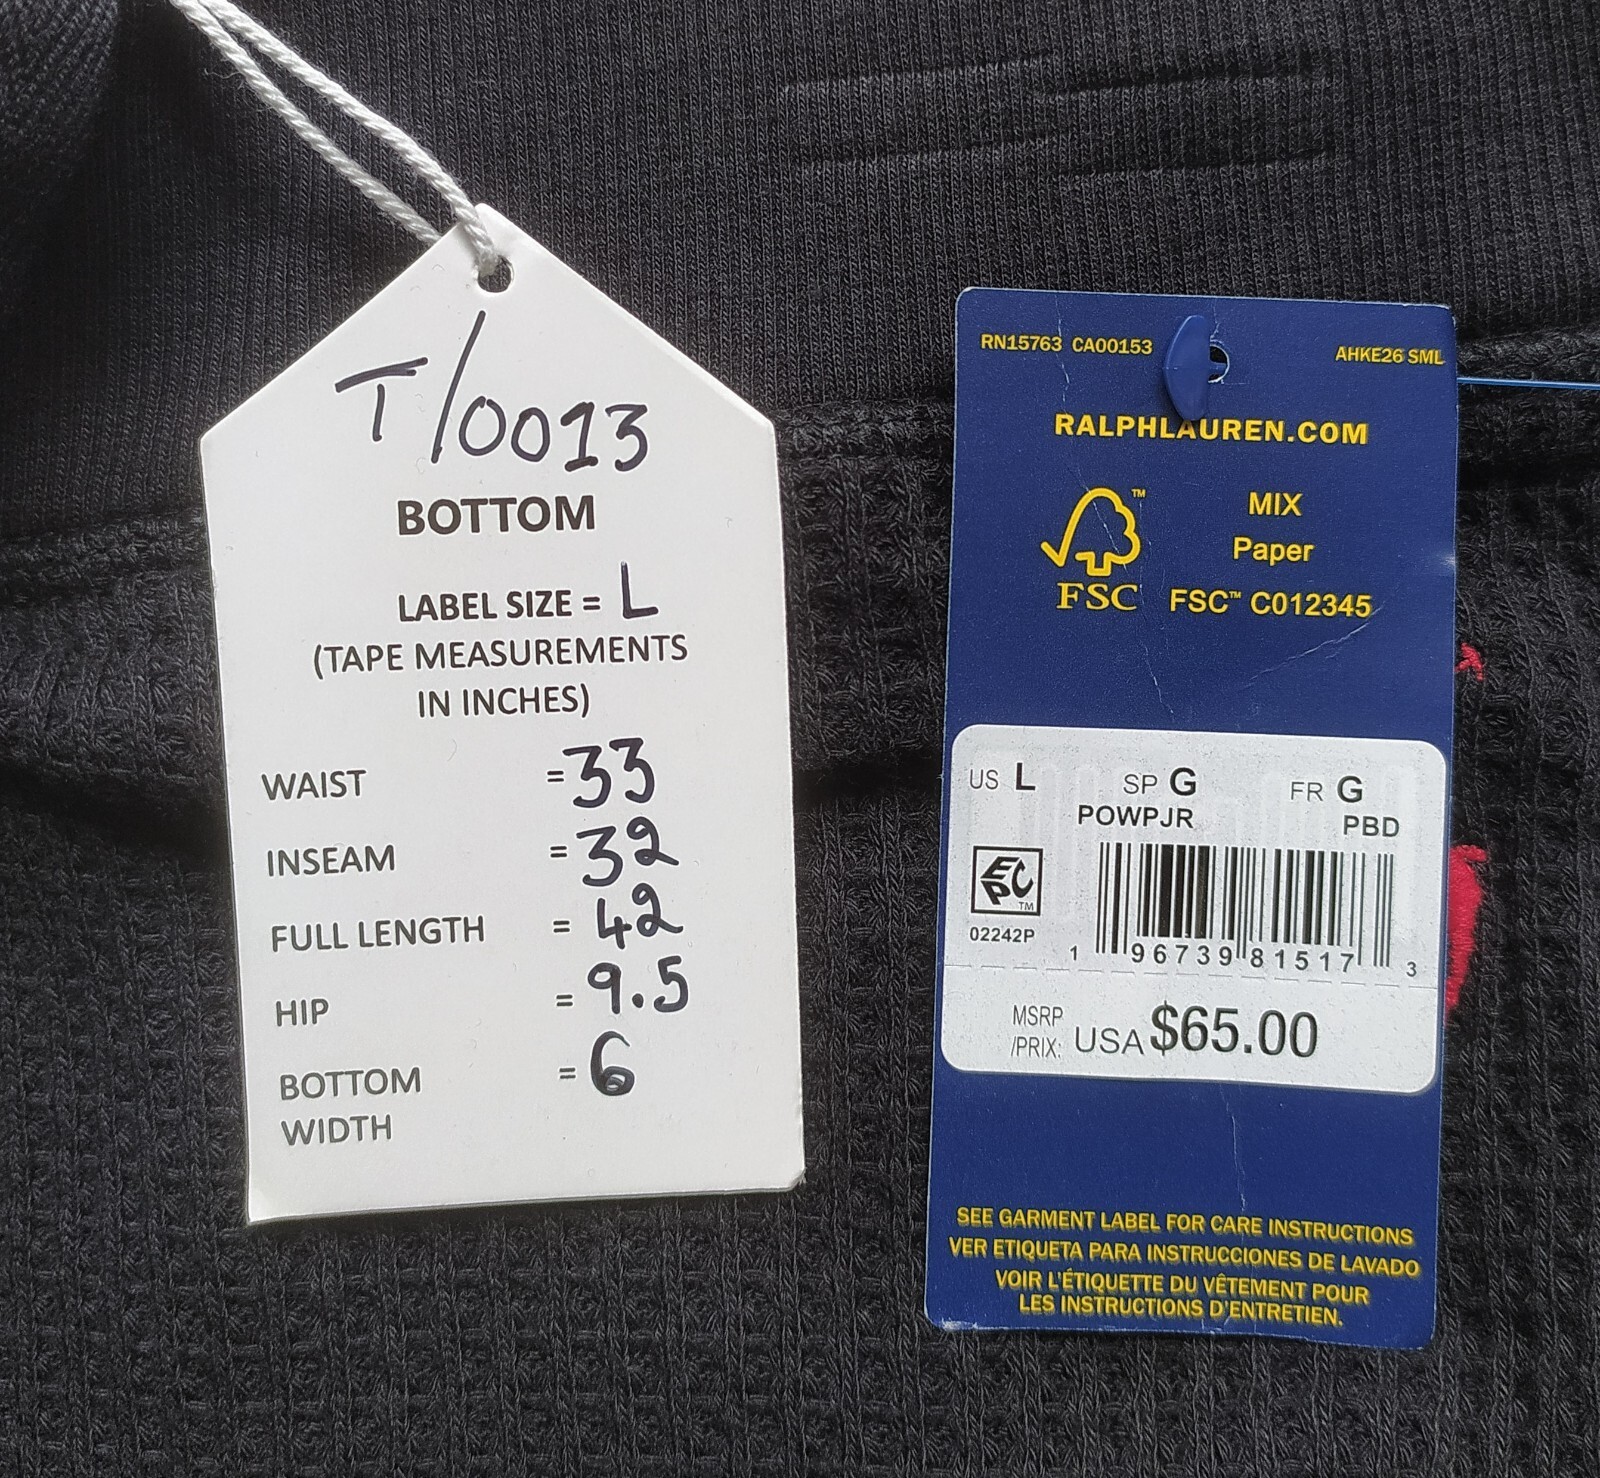 T/0013
BOTTOM
LABEL SIZE = L
(TAPE MEASUREMENTS
IN INCHES)
WAIST = 33
INSEAM = 32
FULL LENGTH = 42
HIP = 9.5
BOTTOM = 6
WIDTH
RN15763 CA00153 AHKE26 SML
RALPHLAUREN.COM
MIX
Paper
FSC FSC™ C012345
US L SP G FR G
POWPJR PBD
EPC™
02242P
1 96739 81517 3
MSRP
/PRIX: USA $65.00
SEE GARMENT LABEL FOR CARE INSTRUCTIONS
VER ETIQUETA PARA INSTRUCCIONES DE LAVADO
VOIR L'ÉTIQUETTE DU VÊTEMENT POUR
LES INSTRUCTIONS D'ENTRETIEN.